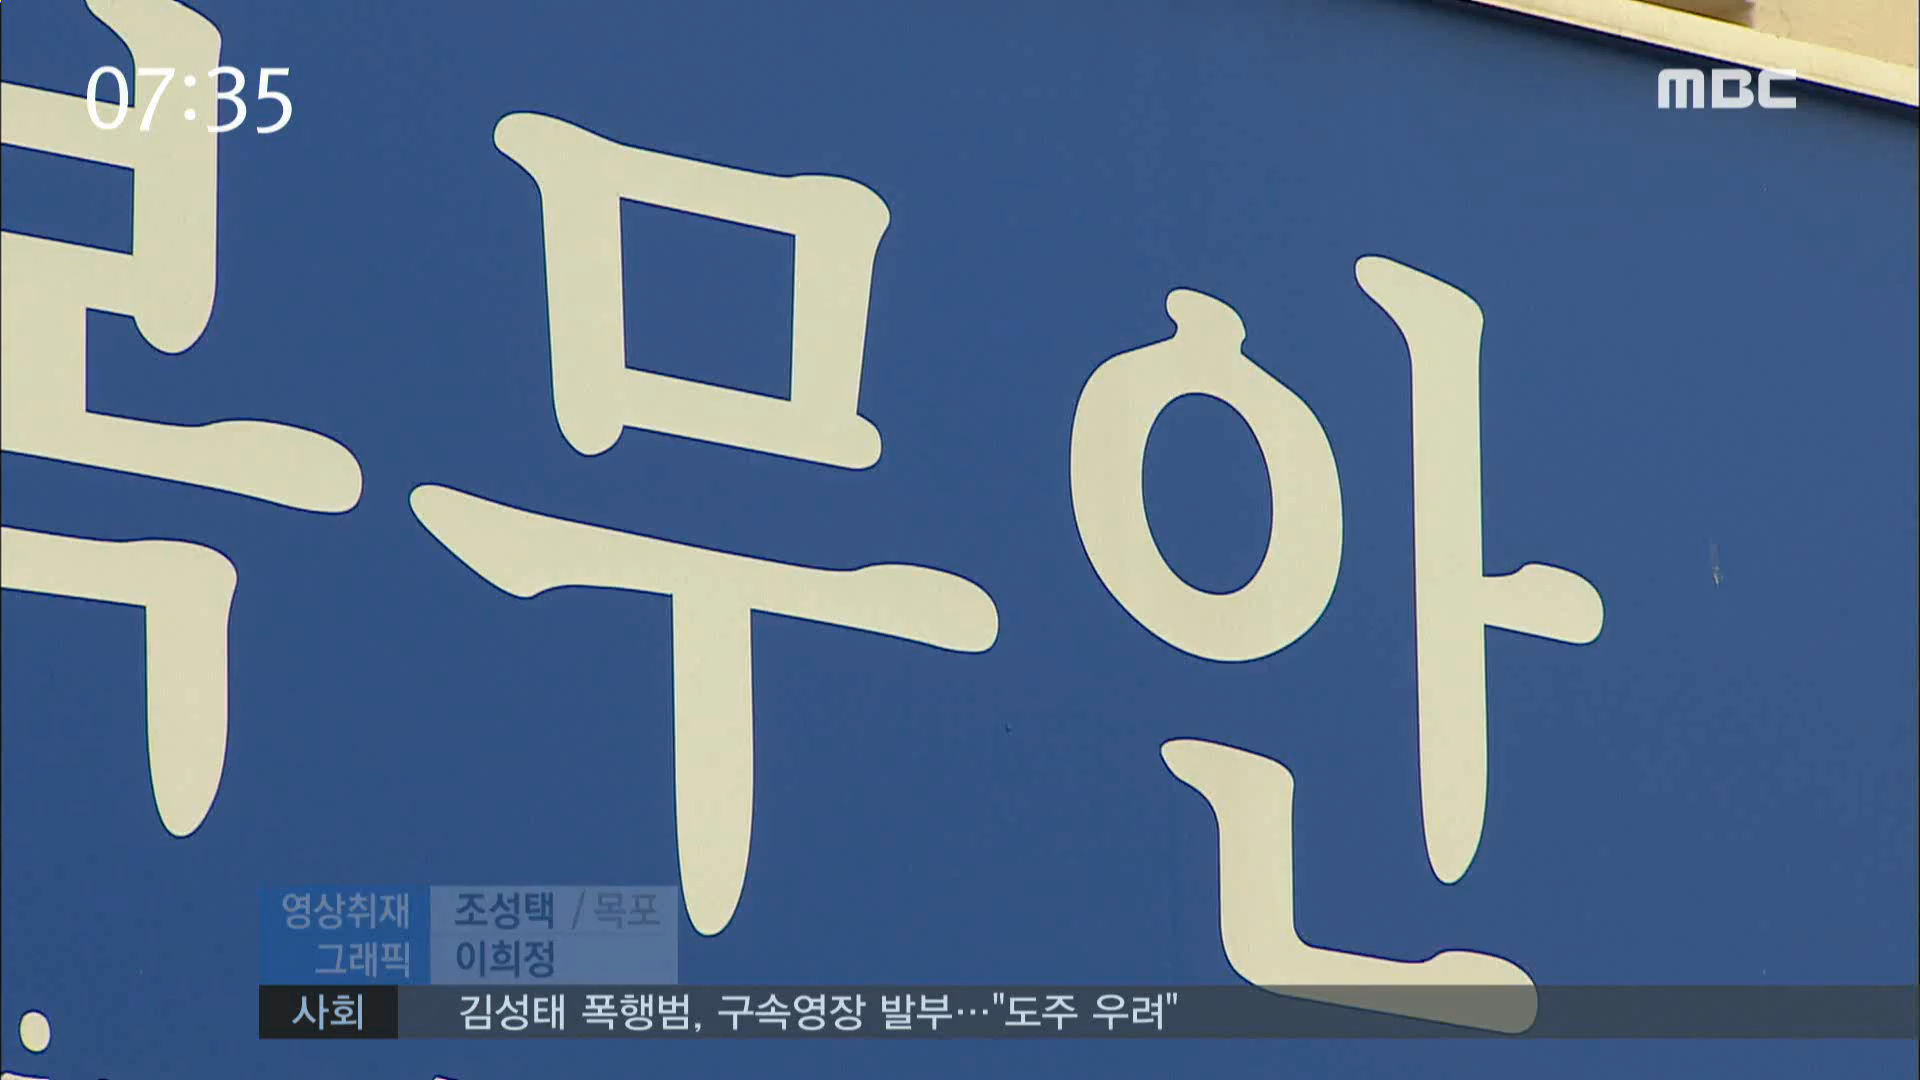 07:35
MBC
무안
영상취재 조성택 / 목포
그래픽 이희정
사회 김성태 폭행범, 구속영장 발부…"도주 우려"